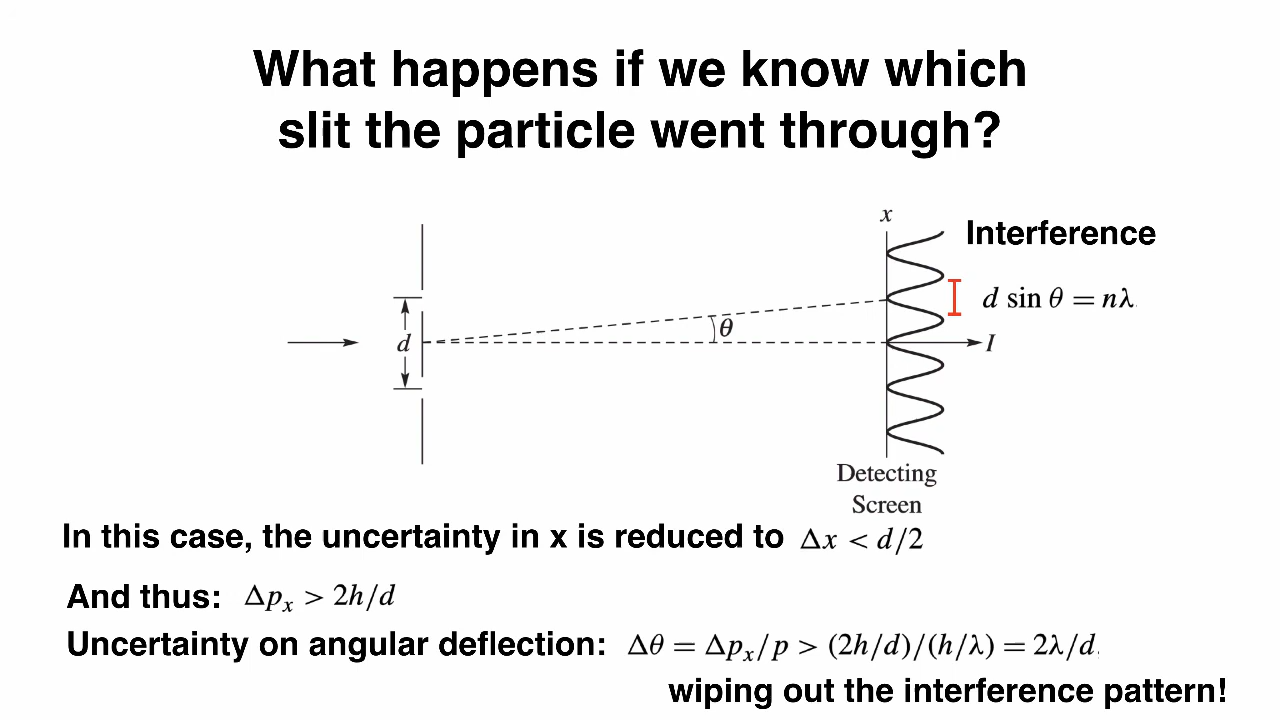 What happens if we know which
slit the particle went through?
x
Interference
d sin θ = nλ
θ
d
I
Detecting
Screen
In this case, the uncertainty in x is reduced to Δx < d/2
And thus: Δpₓ > 2h/d
Uncertainty on angular deflection: Δθ = Δpₓ/p > (2h/d)/(h/λ) = 2λ/d
wiping out the interference pattern!